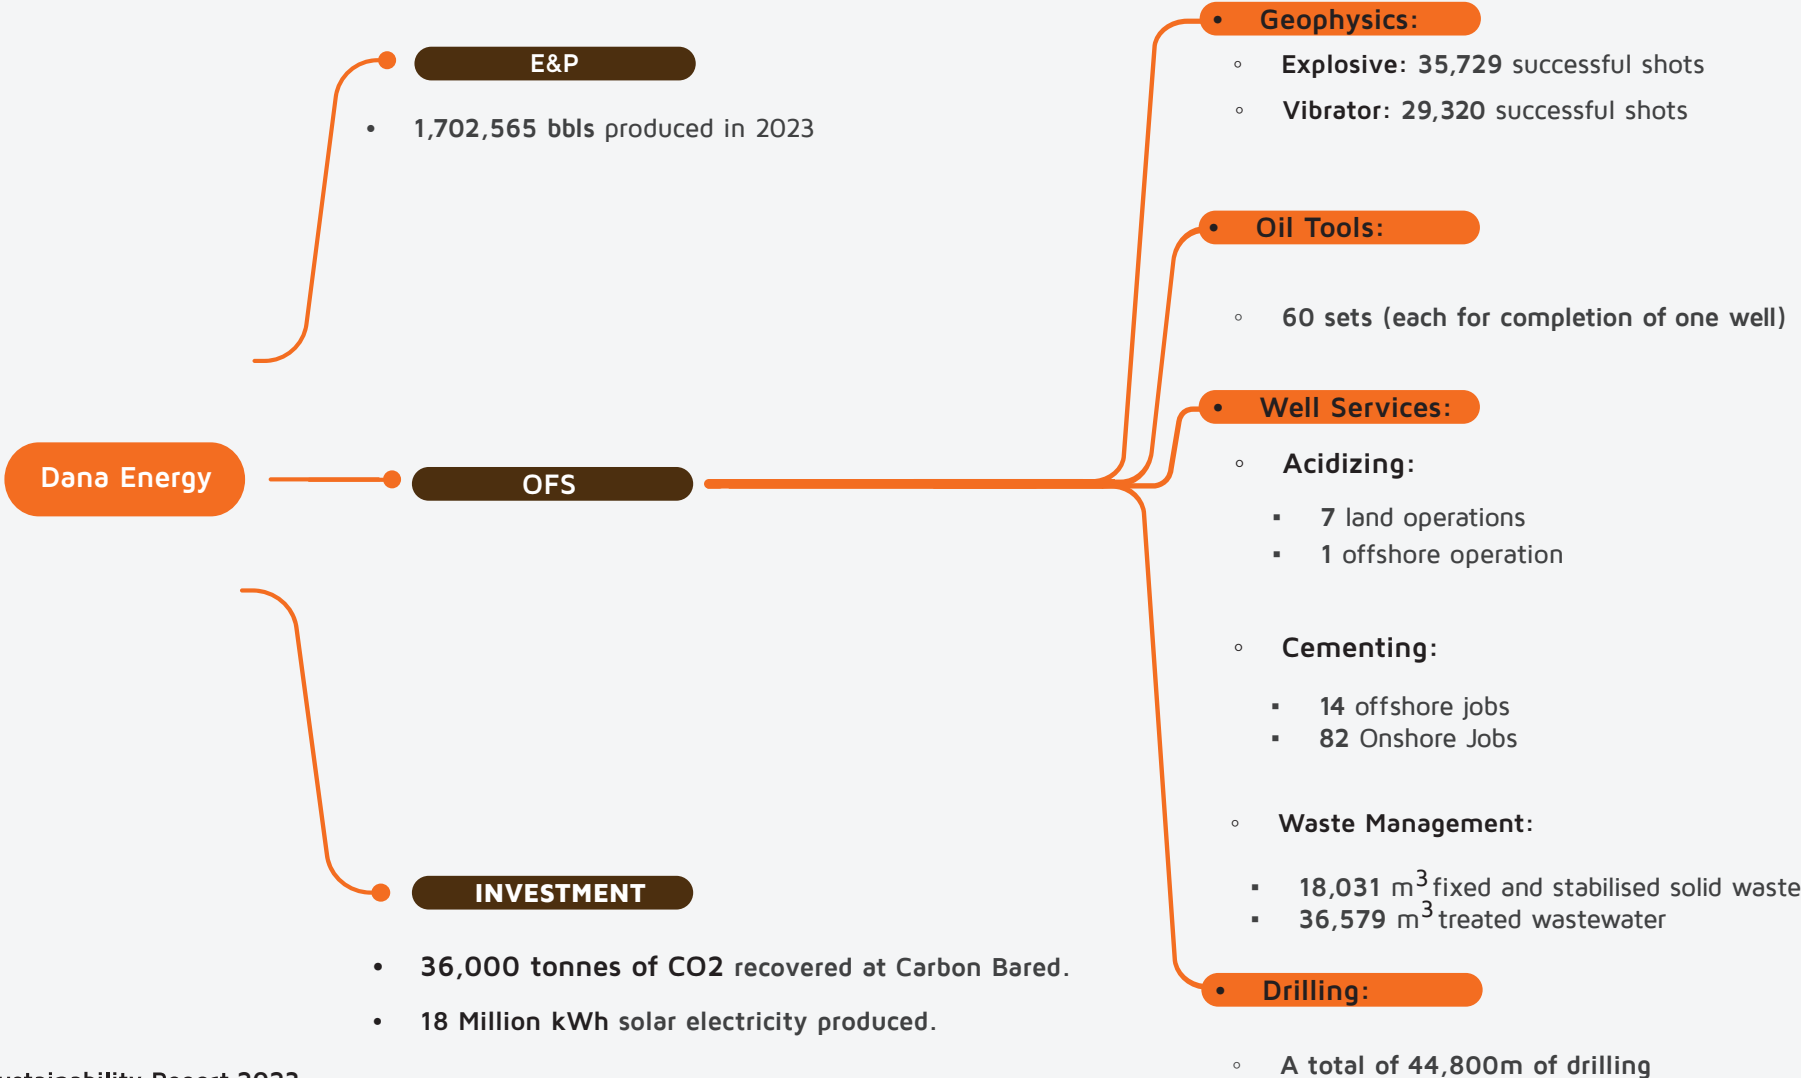 Dana Energy
E&P
• 1,702,565 bbls produced in 2023
OFS
• Geophysics:
◦ Explosive: 35,729 successful shots
◦ Vibrator: 29,320 successful shots
• Oil Tools:
◦ 60 sets (each for completion of one well)
• Well Services:
◦ Acidizing:
▪ 7 land operations
▪ 1 offshore operation
◦ Cementing:
▪ 14 offshore jobs
▪ 82 Onshore Jobs
◦ Waste Management:
▪ 18,031 m³ fixed and stabilised solid waste
▪ 36,579 m³ treated wastewater
• Drilling:
◦ A total of 44,800m of drilling
INVESTMENT
• 36,000 tonnes of CO2 recovered at Carbon Bared.
• 18 Million kWh solar electricity produced.